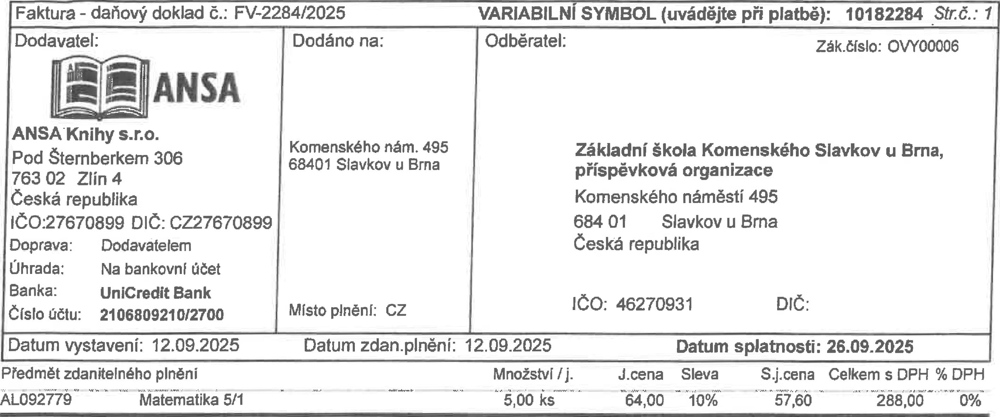 Faktura - daňový doklad č.: FV-2284/2025 VARIABILNÍ SYMBOL (uvádějte při platbě): 10182284 Str.č.: 1
Dodavatel:
ANSA
ANSA Knihy s.r.o.
Pod Šternberkem 306
763 02 Zlín 4
Česká republika
IČO:27670899 DIČ: CZ27670899
Doprava: Dodavatelem
Úhrada: Na bankovní účet
Banka: UniCredit Bank
Číslo účtu: 2106809210/2700
Dodáno na:
Komenského nám. 495
68401 Slavkov u Brna
Místo plnění: CZ
Odběratel:
Zák.číslo: OVY00006
Základní škola Komenského Slavkov u Brna,
příspěvková organizace
Komenského náměstí 495
684 01 Slavkov u Brna
Česká republika
IČO: 46270931 DIČ:
Datum vystavení: 12.09.2025 Datum zdan.plnění: 12.09.2025 Datum splatnosti: 26.09.2025
Předmět zdanitelného plnění Množství / j. J.cena Sleva S.j.cena Celkem s DPH % DPH
AL092779 Matematika 5/1 5,00 ks 64,00 10% 57,60 288,00 0%